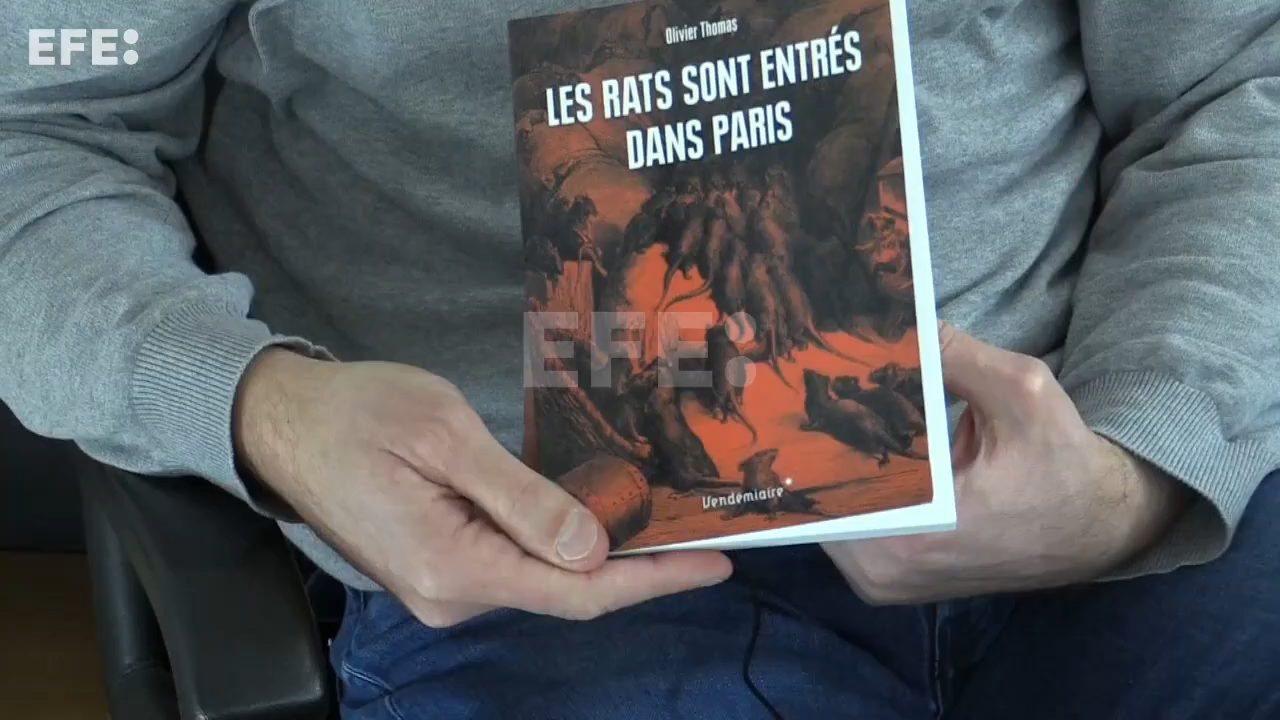 EFE:
Olivier Thomas
LES RATS SONT ENTRÉS
DANS PARIS
EFE:
Vendémiaire